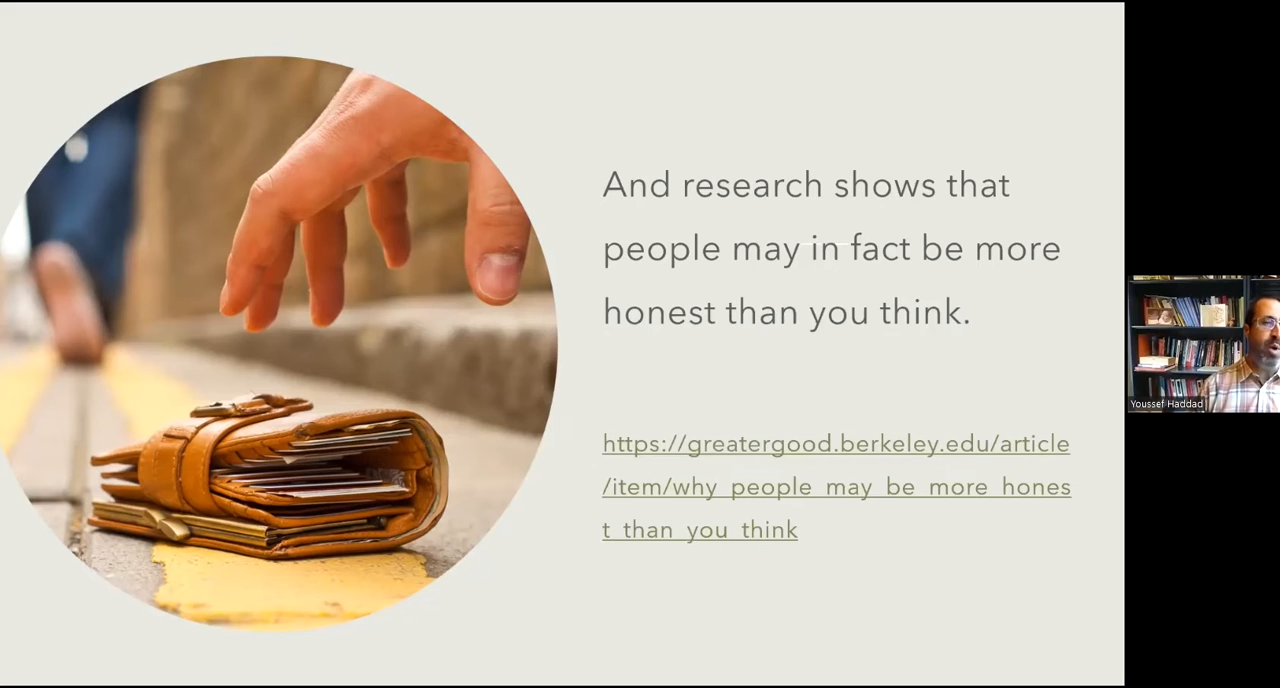 And research shows that
people may in fact be more
honest than you think.
https://greatergood.berkeley.edu/article
/item/why_people_may_be_more_hones
t_than_you_think
Youssef Haddad